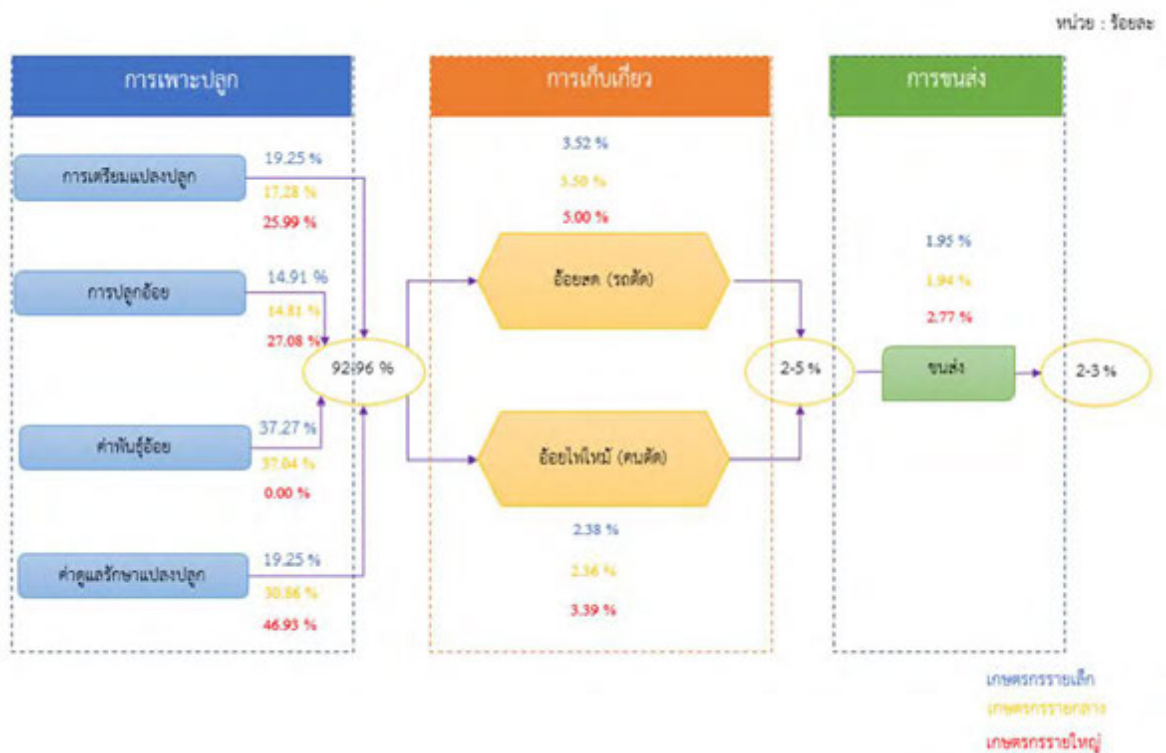 หน่วย : ร้อยละ
การเพาะปลูก
การเตรียมแปลงปลูก
19.25 %
17.28 %
25.99 %
การปลูกอ้อย
14.91 %
14.81 %
27.08 %
92-96 %
ค่าพันธุ์อ้อย
37.27 %
37.04 %
0.00 %
ค่าดูแลรักษาแปลงปลูก
19.25 %
30.86 %
46.93 %
การเก็บเกี่ยว
3.52 %
3.50 %
5.00 %
อ้อยสด (รถตัด)
2-5 %
อ้อยไฟไหม้ (คนตัด)
2.38 %
2.36 %
3.39 %
การขนส่ง
1.95 %
1.94 %
2.77 %
ขนส่ง
2-3 %
เกษตรกรรายเล็ก
เกษตรกรรายกลาง
เกษตรกรรายใหญ่